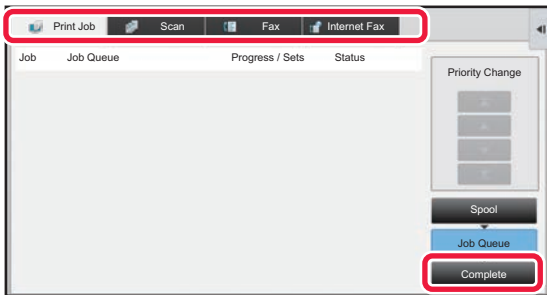 Print Job Scan Fax Internet Fax
Job Job Queue Progress / Sets Status
Priority Change
Spool
Job Queue
Complete